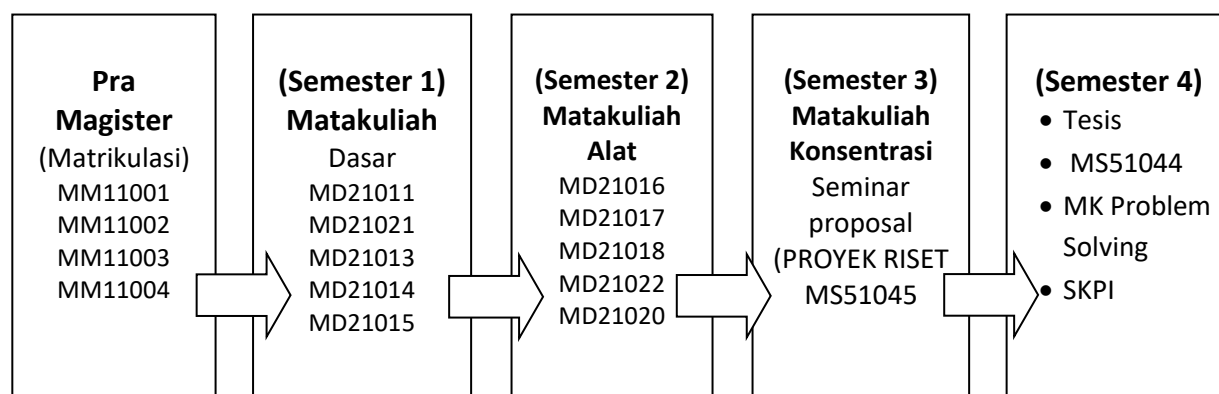 Pra
Magister
(Matrikulasi)
MM11001
MM11002
MM11003
MM11004
(Semester 1)
Matakuliah
Dasar
MD21011
MD21021
MD21013
MD21014
MD21015
(Semester 2)
Matakuliah
Alat
MD21016
MD21017
MD21018
MD21022
MD21020
(Semester 3)
Matakuliah
Konsentrasi
Seminar
proposal
(PROYEK RISET
MS51045
(Semester 4)
• Tesis
• MS51044
• MK Problem
Solving
• SKPI